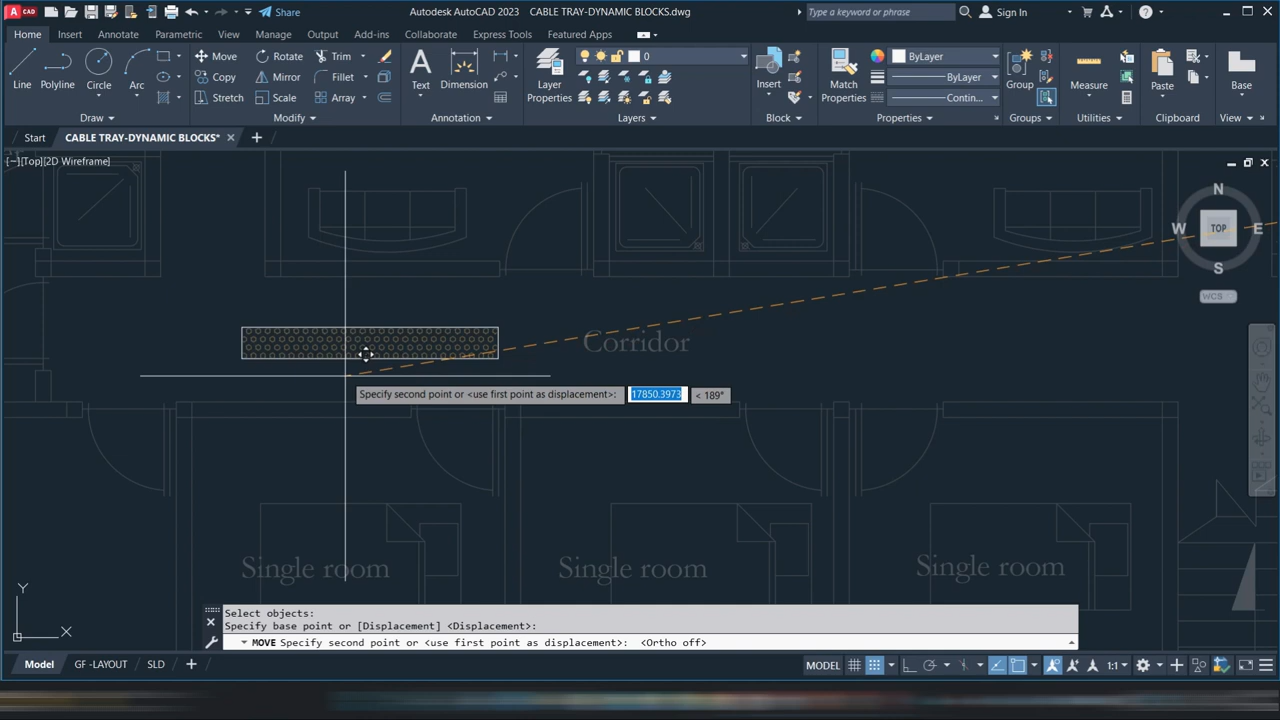 CAD
Share
Autodesk AutoCAD 2023 CABLE TRAY-DYNAMIC BLOCKS.dwg
Type a keyword or phrase
Sign In
Home Insert Annotate Parametric View Manage Output Add-ins Collaborate Express Tools Featured Apps
Line
Polyline
Circle
Arc
Draw
Move
Rotate
Trim
Copy
Mirror
Fillet
Stretch
Scale
Array
Modify
Text
Dimension
Annotation
Layer
Properties
0
Layers
Insert
Block
Match
Properties
ByLayer
ByLayer
Contin...
Properties
Group
Groups
Measure
Utilities
Paste
Clipboard
Base
View
Start
CABLE TRAY-DYNAMIC BLOCKS*
[−][Top][2D Wireframe]
N
W TOP E
S
WCS
Corridor
Specify second point or <use first point as displacement>: 17850.3973 < 189°
Single room Single room Single room
Y
X
Select objects:
Specify base point or [Displacement] <Displacement>:
MOVE Specify second point or <use first point as displacement>: <Ortho off>
Model GF -LAYOUT SLD
MODEL
1:1